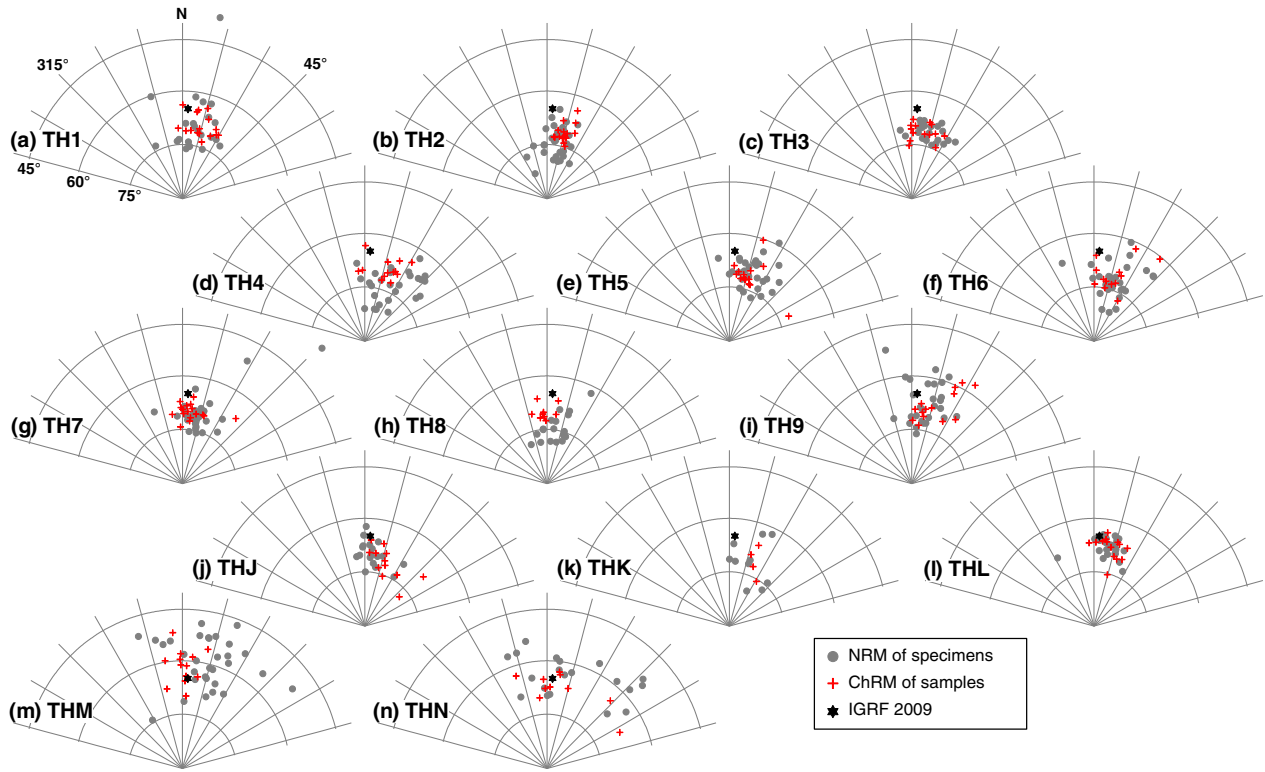 N
315°
45°
(a) TH1
(b) TH2
(c) TH3
45°
60°
75°
(d) TH4
(e) TH5
(f) TH6
(g) TH7
(h) TH8
(i) TH9
(j) THJ
(k) THK
(l) THL
(m) THM
(n) THN
NRM of specimens
ChRM of samples
IGRF 2009